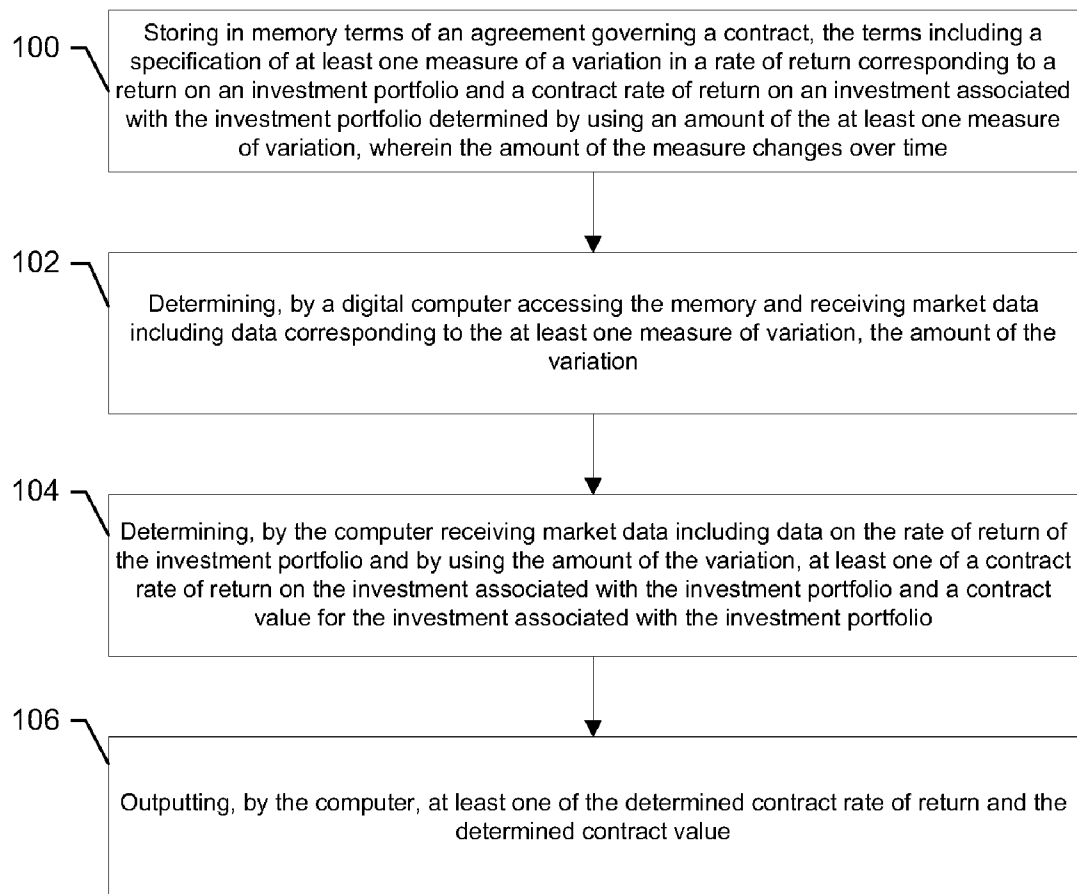 100
Storing in memory terms of an agreement governing a contract, the terms including a
specification of at least one measure of a variation in a rate of return corresponding to a
return on an investment portfolio and a contract rate of return on an investment associated
with the investment portfolio determined by using an amount of the at least one measure
of variation, wherein the amount of the measure changes over time
102
Determining, by a digital computer accessing the memory and receiving market data
including data corresponding to the at least one measure of variation, the amount of the
variation
104
Determining, by the computer receiving market data including data on the rate of return of
the investment portfolio and by using the amount of the variation, at least one of a contract
rate of return on the investment associated with the investment portfolio and a contract
value for the investment associated with the investment portfolio
106
Outputting, by the computer, at least one of the determined contract rate of return and the
determined contract value